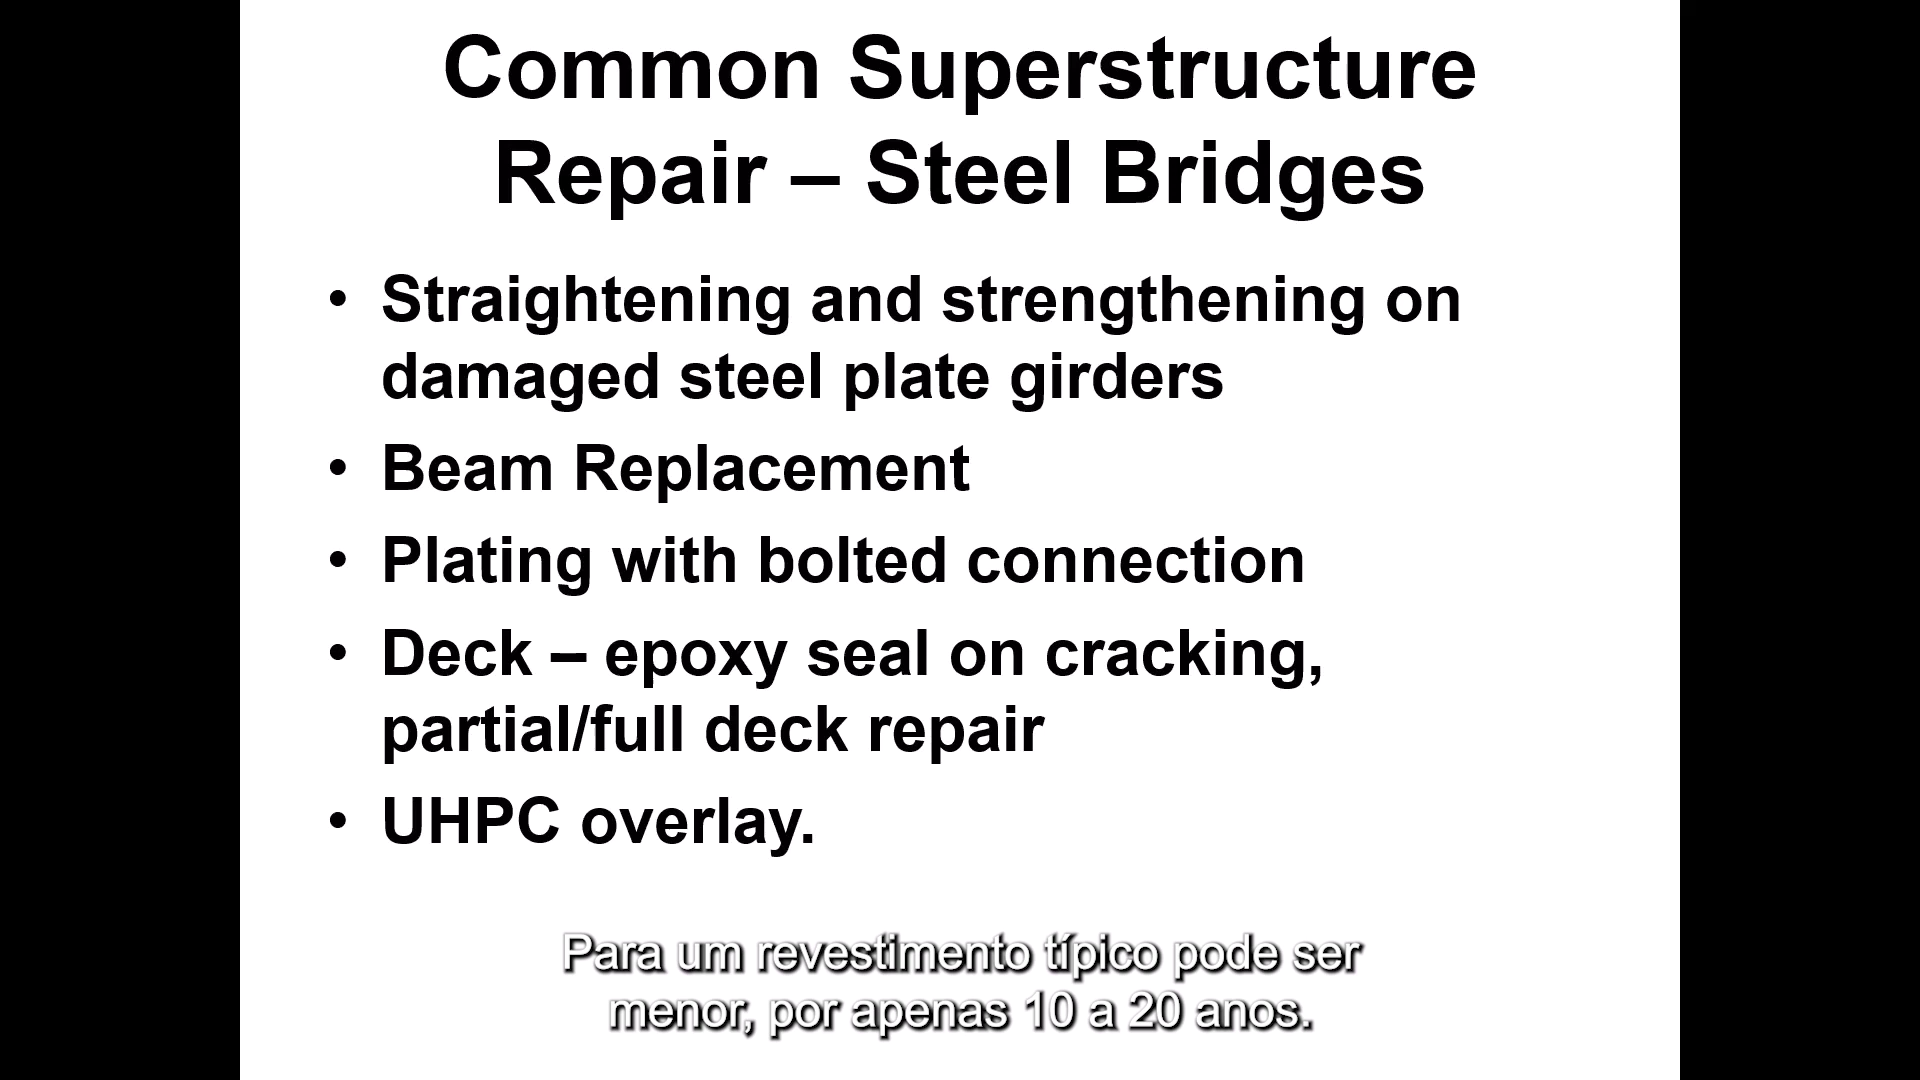 Common Superstructure
Repair – Steel Bridges
• Straightening and strengthening on
damaged steel plate girders
• Beam Replacement
• Plating with bolted connection
• Deck – epoxy seal on cracking,
partial/full deck repair
• UHPC overlay.
Para um revestimento típico pode ser
menor, por apenas 10 a 20 anos.